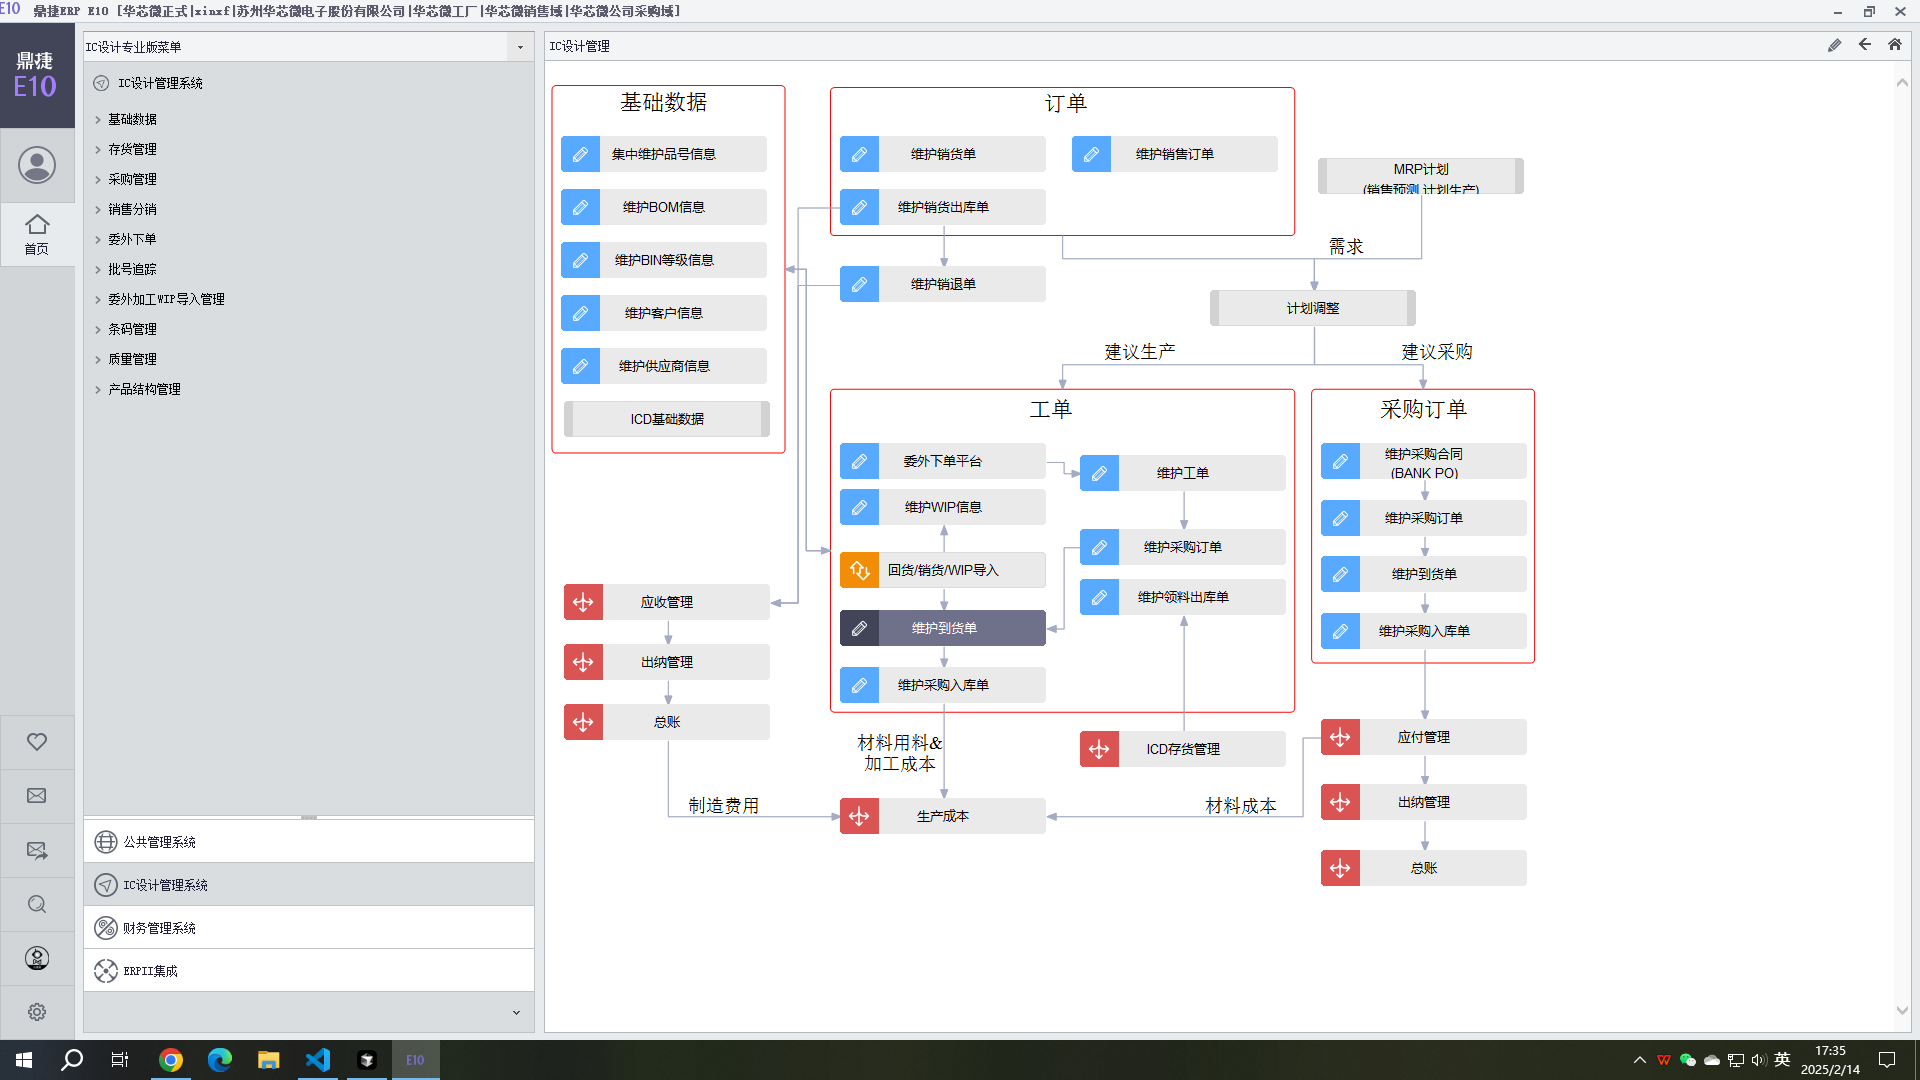 E10 鼎捷ERP E10 [华芯微正式|xinxf|苏州华芯微电子股份有限公司|华芯微工厂|华芯微销售域|华芯微公司采购域]
鼎捷
E10
首页
IC设计专业版菜单
IC设计管理系统
基础数据
存货管理
采购管理
销售分销
委外下单
批号追踪
委外加工WIP导入管理
条码管理
质量管理
产品结构管理
公共管理系统
IC设计管理系统
财务管理系统
ERPII集成
IC设计管理
基础数据
集中维护品号信息
维护BOM信息
维护BIN等级信息
维护客户信息
维护供应商信息
ICD基础数据
订单
维护销货单
维护销售订单
维护销货出库单
维护销退单
MRP计划
(销售预测,计划生产)
需求
计划调整
建议生产
建议采购
工单
委外下单平台
维护工单
维护WIP信息
维护采购订单
回货/销货/WIP导入
维护领料出库单
维护到货单
维护采购入库单
采购订单
维护采购合同
(BANK PO)
维护采购订单
维护到货单
维护采购入库单
应收管理
出纳管理
总账
材料用料&
加工成本
ICD存货管理
应付管理
制造费用
生产成本
材料成本
出纳管理
总账
E10
英
17:35
2025/2/14